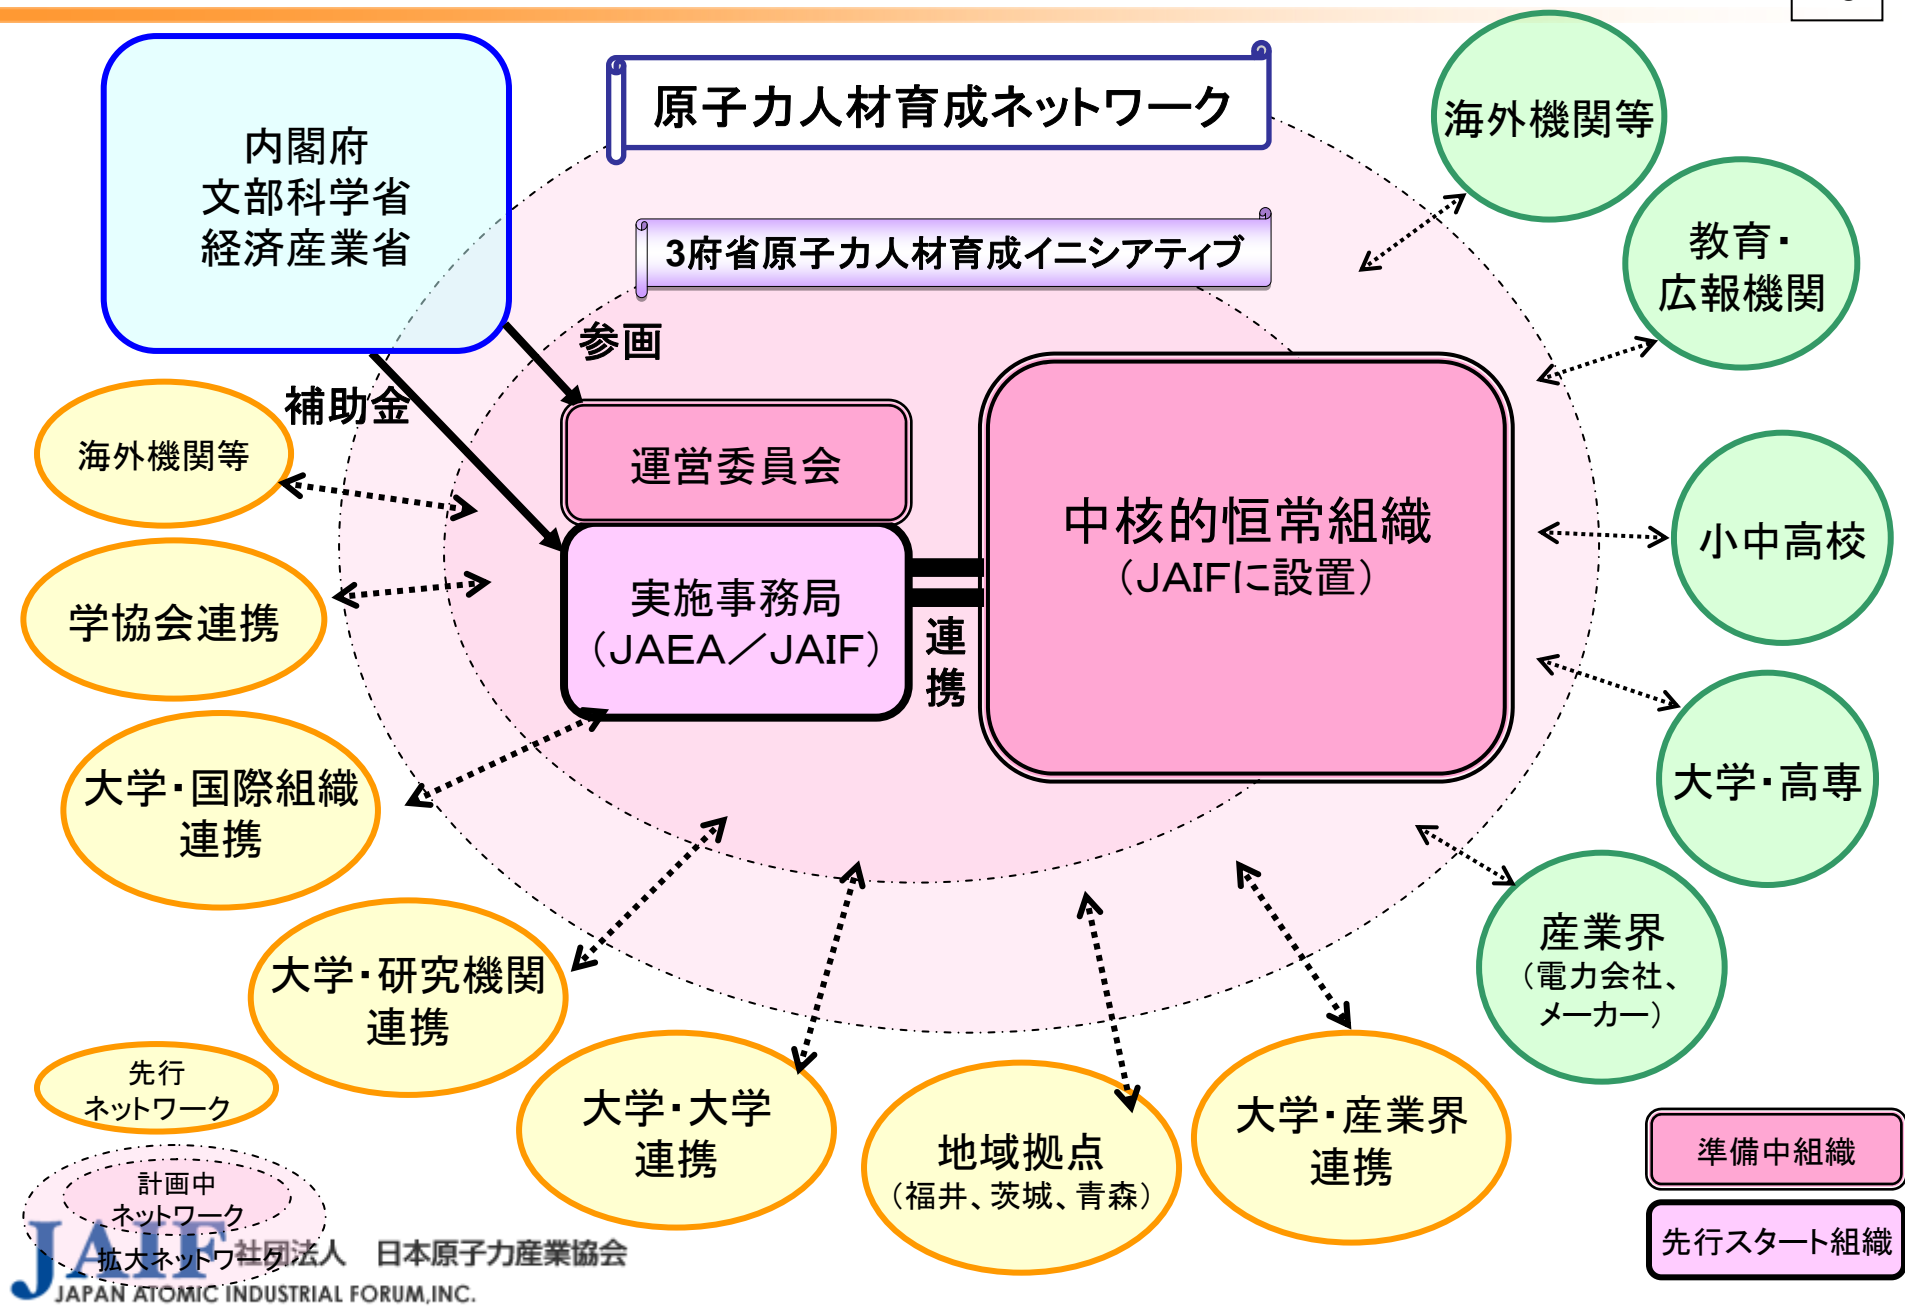 原子力人材育成ネットワーク
3府省原子力人材育成イニシアティブ
内閣府
文部科学省
経済産業省
参画
補助金
運営委員会
実施事務局
（JAEA／JAIF）
連
携
中核的恒常組織
（JAIFに設置）
海外機関等
教育・
広報機関
小中高校
大学・高専
産業界
（電力会社、
メーカー）
海外機関等
学協会連携
大学・国際組織
連携
大学・研究機関
連携
大学・大学
連携
地域拠点
（福井、茨城、青森）
大学・産業界
連携
先行
ネットワーク
計画中
ネットワーク
拡大ネットワーク
準備中組織
先行スタート組織
JAIF 社団法人 日本原子力産業協会
JAPAN ATOMIC INDUSTRIAL FORUM,INC.